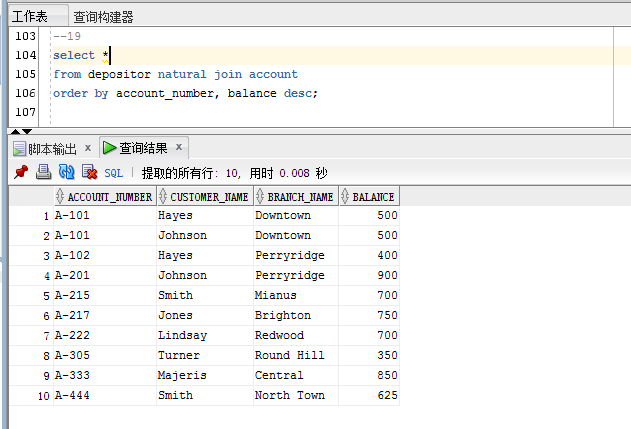 工作表 查询构建器
103 --19
104 select *
105 from depositor natural join account
106 order by account_number, balance desc;
107
脚本输出 x 查询结果 x
SQL | 提取的所有行: 10, 用时 0.008 秒
ACCOUNT_NUMBER CUSTOMER_NAME BRANCH_NAME BALANCE
1 A-101 Hayes Downtown 500
2 A-101 Johnson Downtown 500
3 A-102 Hayes Perryridge 400
4 A-201 Johnson Perryridge 900
5 A-215 Smith Mianus 700
6 A-217 Jones Brighton 750
7 A-222 Lindsay Redwood 700
8 A-305 Turner Round Hill 350
9 A-333 Majeris Central 850
10 A-444 Smith North Town 625